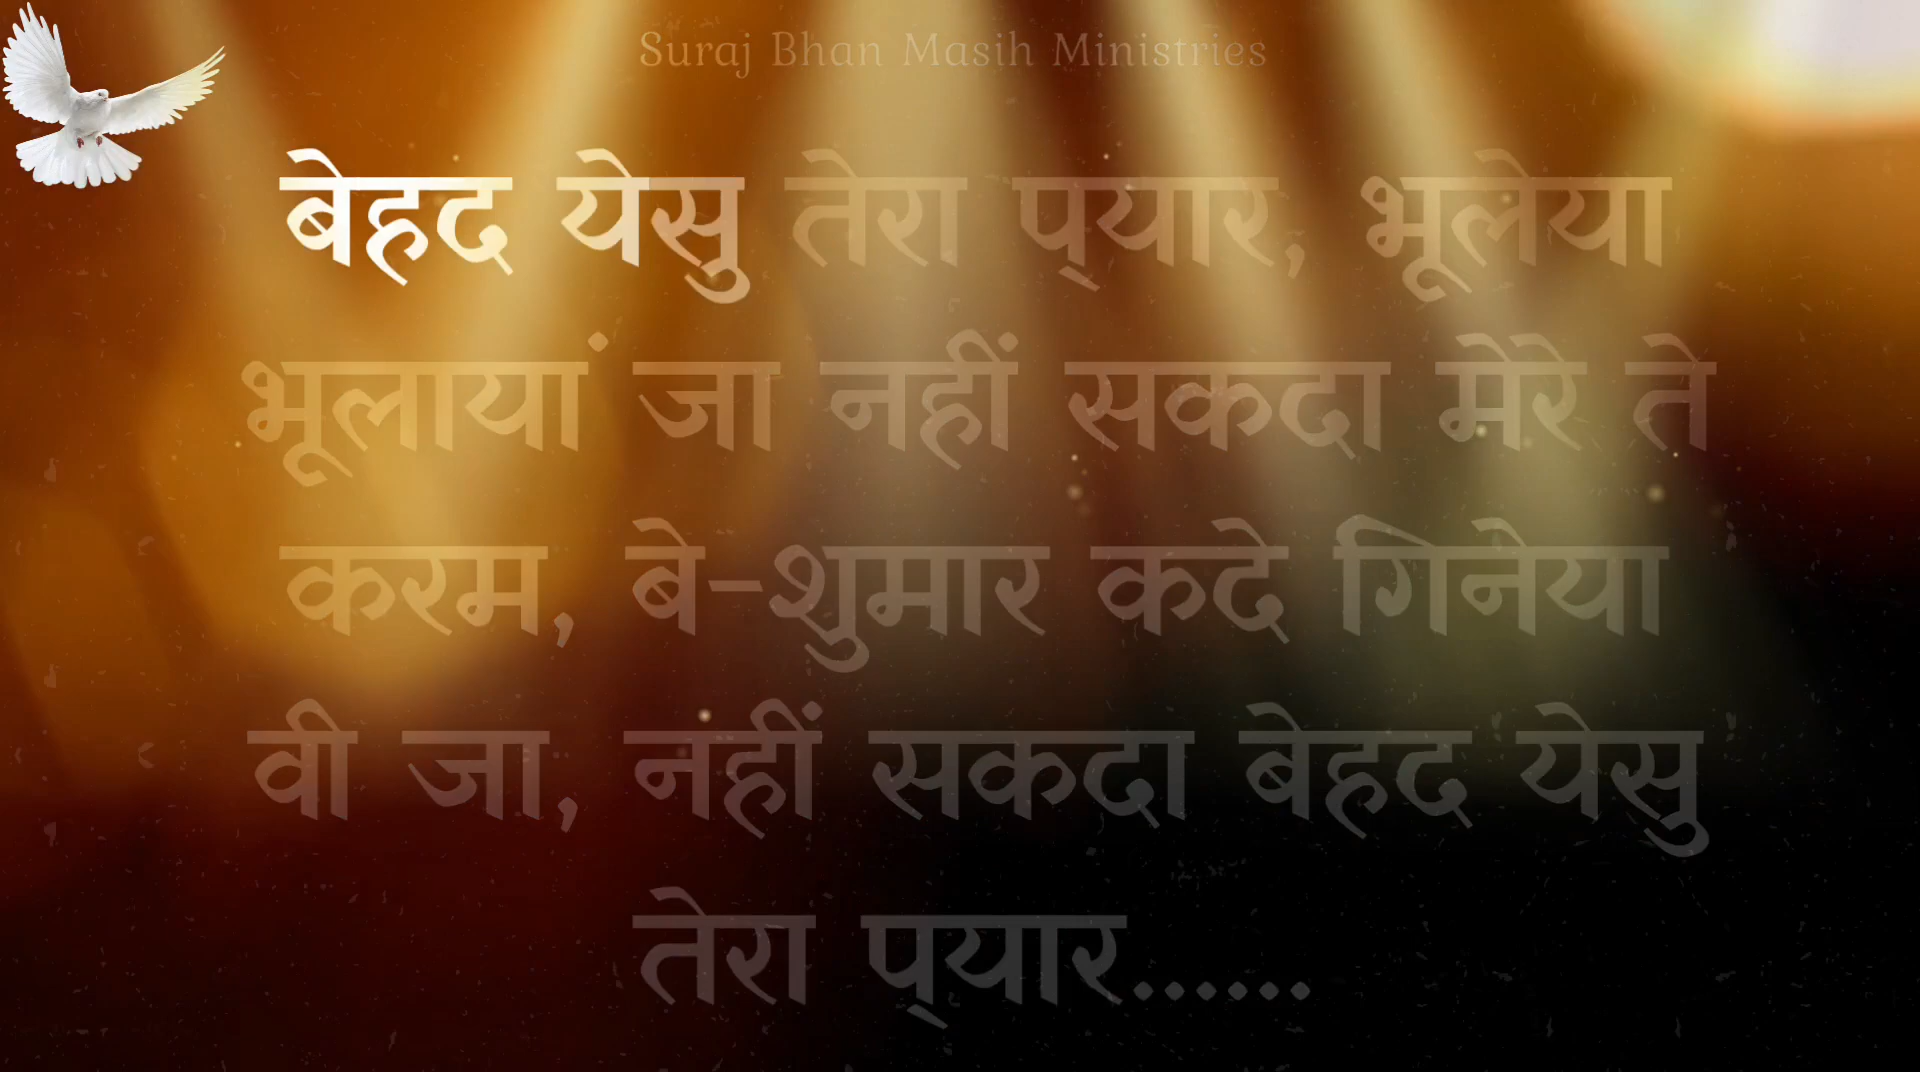 Suraj Bhan Masih Ministries
बेहद येसु तेरा प्‌यार, भूलेया
भूलायां जा नहीं सकदा मेरे ते
करम, बे-शुमार कदे गिनेया
वी जा, नहीं सकदा बेहद येसु
तेरा प्‌यार......